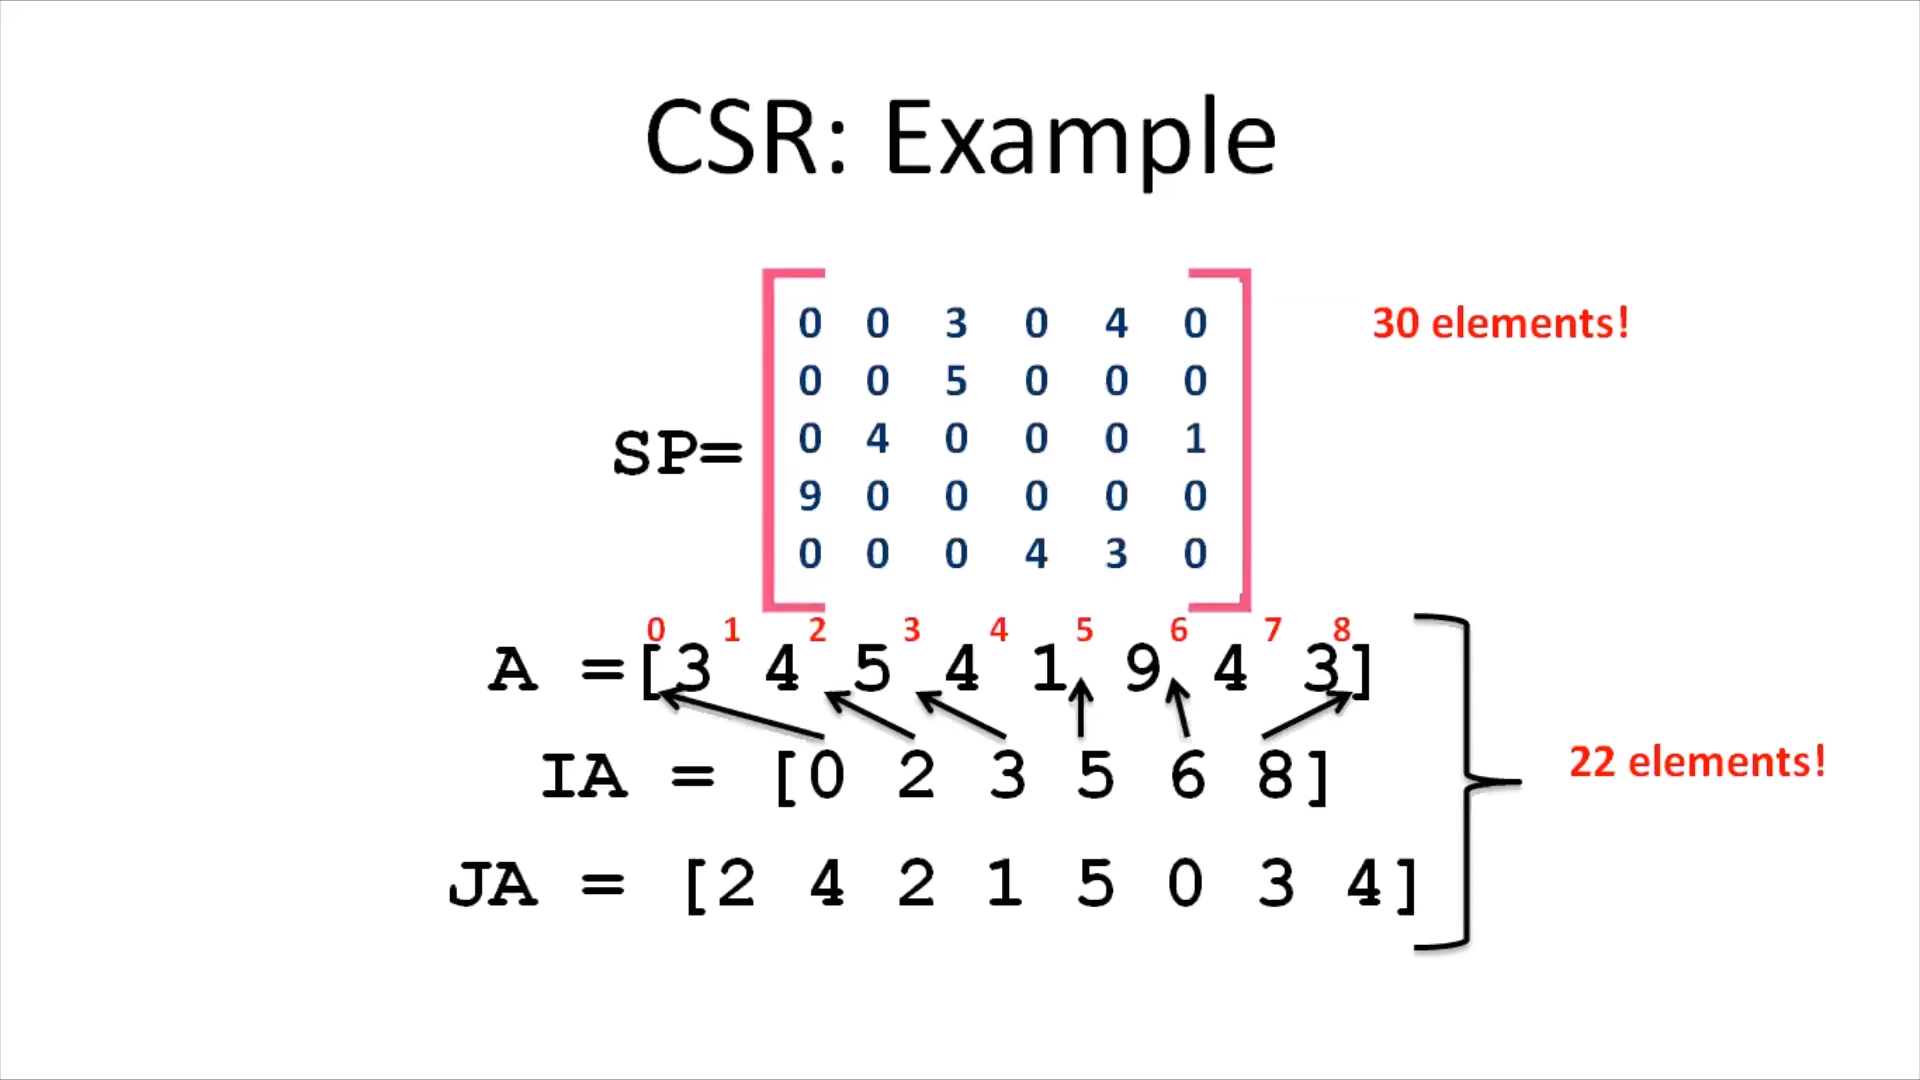 CSR: Example
0 0 3 0 4 0 30 elements!
0 0 5 0 0 0
SP= 0 4 0 0 0 1
9 0 0 0 0 0
0 0 0 4 3 0
0 1 2 3 4 5 6 7 8
A =[3 4 5 4 1 9 4 3]
IA = [0 2 3 5 6 8] 22 elements!
JA = [2 4 2 1 5 0 3 4]